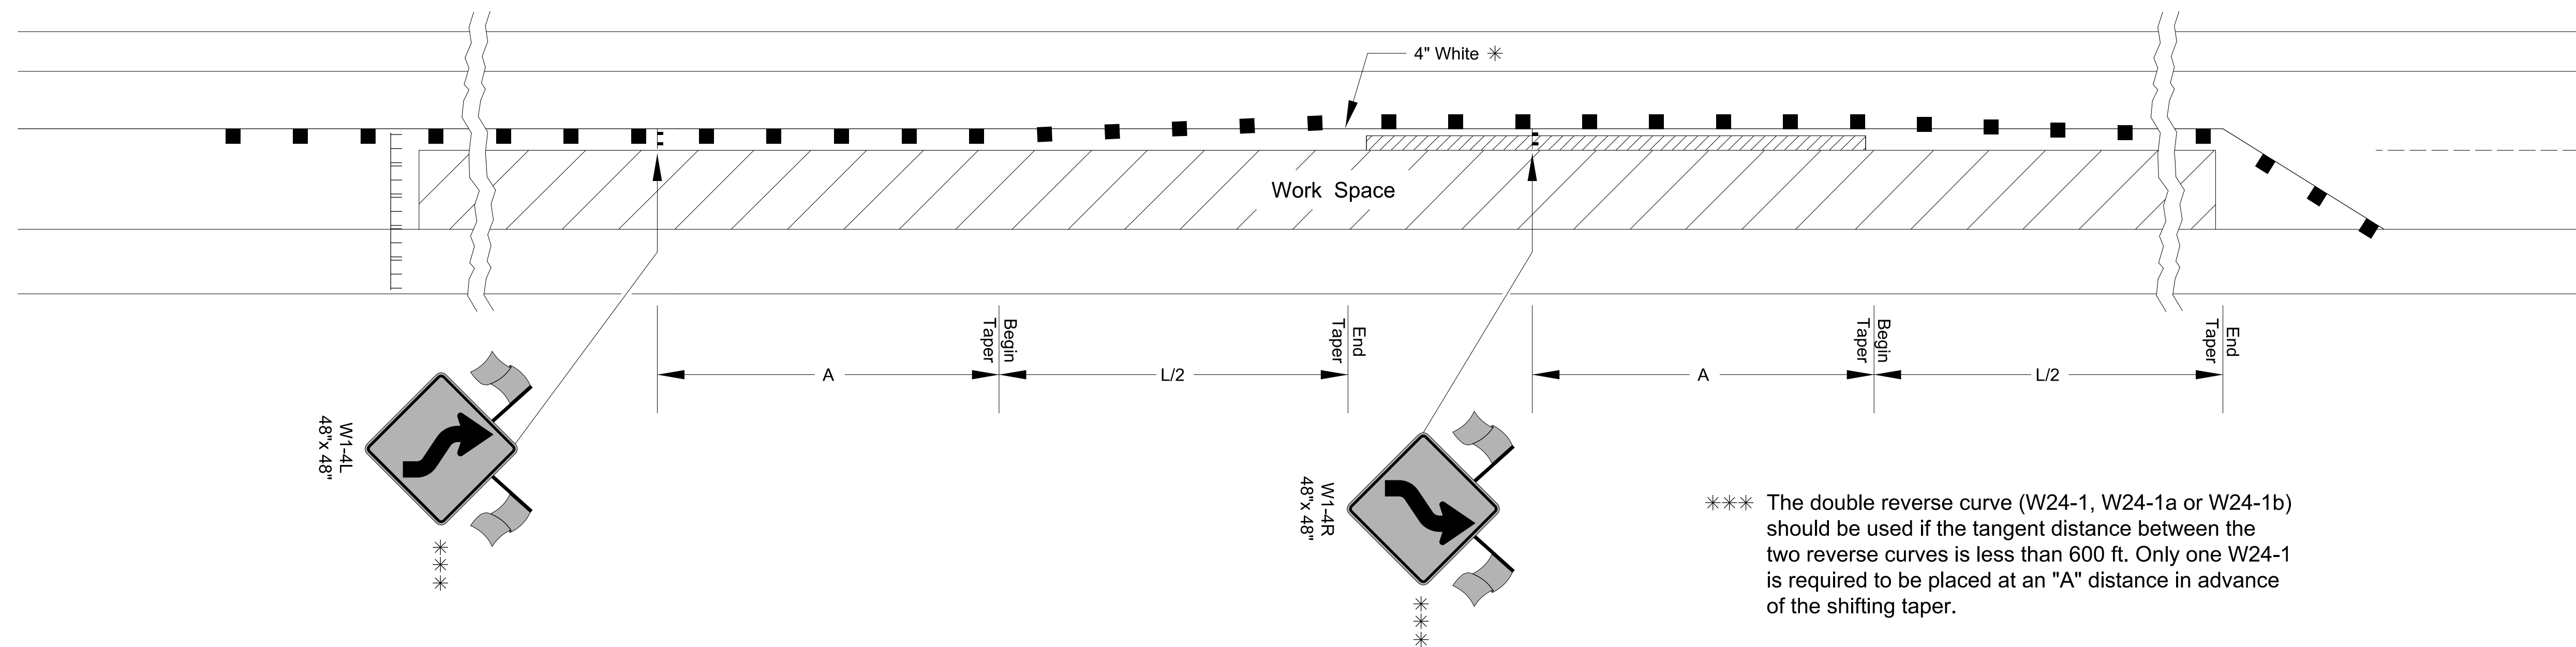 4" White ✳
Work Space
Begin
Taper
End
Taper
Begin
Taper
End
Taper
A
L/2
A
L/2
W1-4L
48"x 48"
✳✳✳
W1-4R
48"x 48"
✳✳✳
✳✳✳ The double reverse curve (W24-1, W24-1a or W24-1b)
should be used if the tangent distance between the
two reverse curves is less than 600 ft. Only one W24-1
is required to be placed at an "A" distance in advance
of the shifting taper.